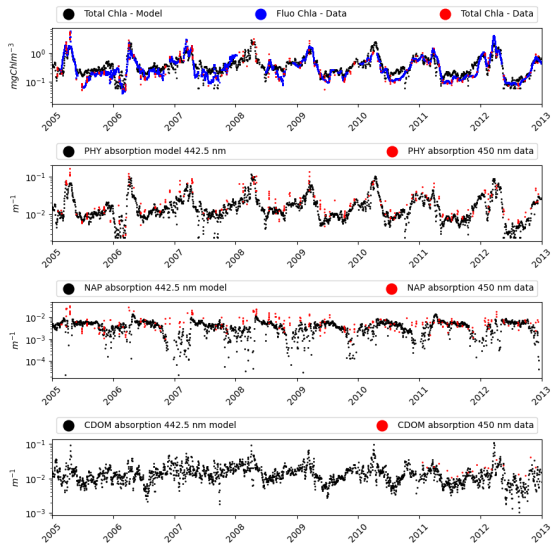 Total Chla - Model Fluo Chla - Data Total Chla - Data
mgChlm⁻³
10⁰
10⁻¹
2005 2006 2007 2008 2009 2010 2011 2012 2013
PHY absorption model 442.5 nm PHY absorption 450 nm data
m⁻¹
10⁻¹
10⁻²
2005 2006 2007 2008 2009 2010 2011 2012 2013
NAP absorption 442.5 nm model NAP absorption 450 nm data
m⁻¹
10⁻²
10⁻³
10⁻⁴
2005 2006 2007 2008 2009 2010 2011 2012 2013
CDOM absorption 442.5 nm model CDOM absorption 450 nm data
m⁻¹
10⁻¹
10⁻²
10⁻³
2005 2006 2007 2008 2009 2010 2011 2012 2013